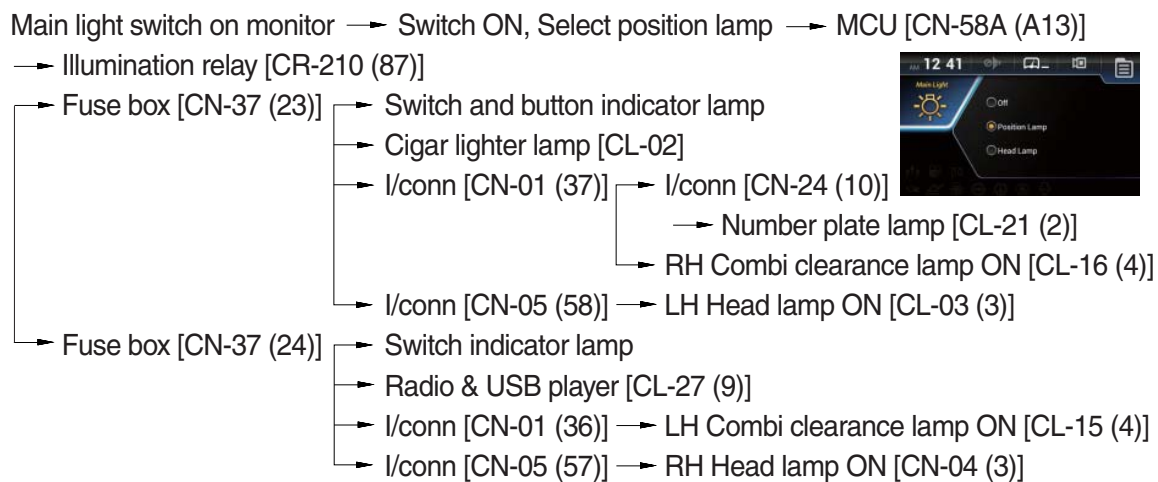 Main light switch on monitor → Switch ON, Select position lamp → MCU [CN-58A (A13)]
→ Illumination relay [CR-210 (87)]
→ Fuse box [CN-37 (23)] → Switch and button indicator lamp
→ Cigar lighter lamp [CL-02]
→ I/conn [CN-01 (37)] → I/conn [CN-24 (10)]
→ Number plate lamp [CL-21 (2)]
→ RH Combi clearance lamp ON [CL-16 (4)]
→ I/conn [CN-05 (58)] → LH Head lamp ON [CL-03 (3)]
→ Fuse box [CN-37 (24)] → Switch indicator lamp
→ Radio & USB player [CL-27 (9)]
→ I/conn [CN-01 (36)] → LH Combi clearance lamp ON [CL-15 (4)]
→ I/conn [CN-05 (57)] → RH Head lamp ON [CN-04 (3)]
AM 12 41
Main Light
Off
Position Lamp
Head Lamp